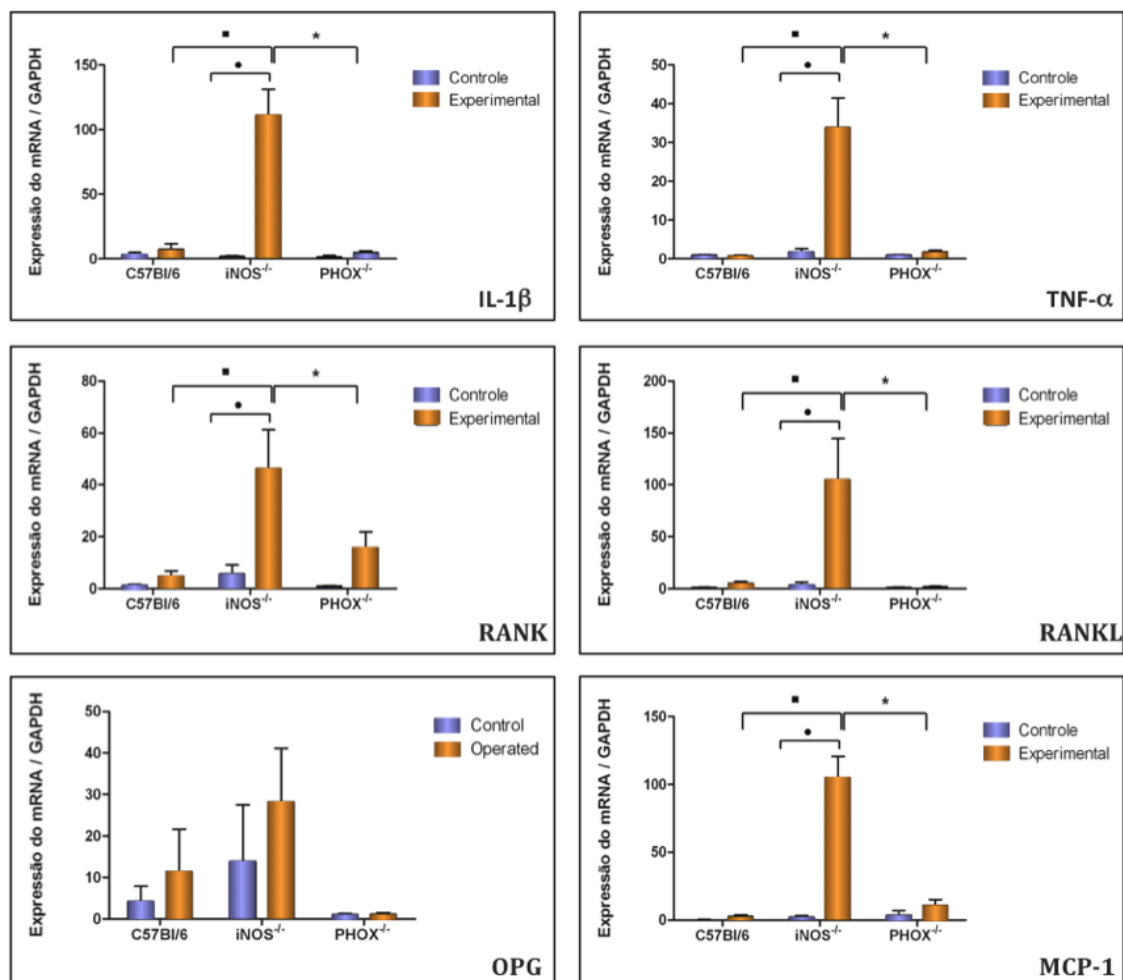 Expressão do mRNA / GAPDH
150
100
50
0
■
*
●
Controle
Experimental
C57Bl/6
iNOS-/-
PHOX-/-
IL-1β
Expressão do mRNA / GAPDH
50
40
30
20
10
0
■
*
●
Controle
Experimental
C57Bl/6
iNOS-/-
PHOX-/-
TNF-α
Expressão do mRNA / GAPDH
80
60
40
20
0
■
*
●
Controle
Experimental
C57Bl/6
iNOS-/-
PHOX-/-
RANK
Expressão do mRNA / GAPDH
200
150
100
50
0
■
*
●
Controle
Experimental
C57Bl/6
iNOS-/-
PHOX-/-
RANKL
Expressão do mRNA / GAPDH
50
40
30
20
10
0
Control
Operated
C57Bl/6
iNOS-/-
PHOX-/-
OPG
Expressão do mRNA / GAPDH
150
100
50
0
■
*
●
Controle
Experimental
C57Bl/6
iNOS-/-
PHOX-/-
MCP-1